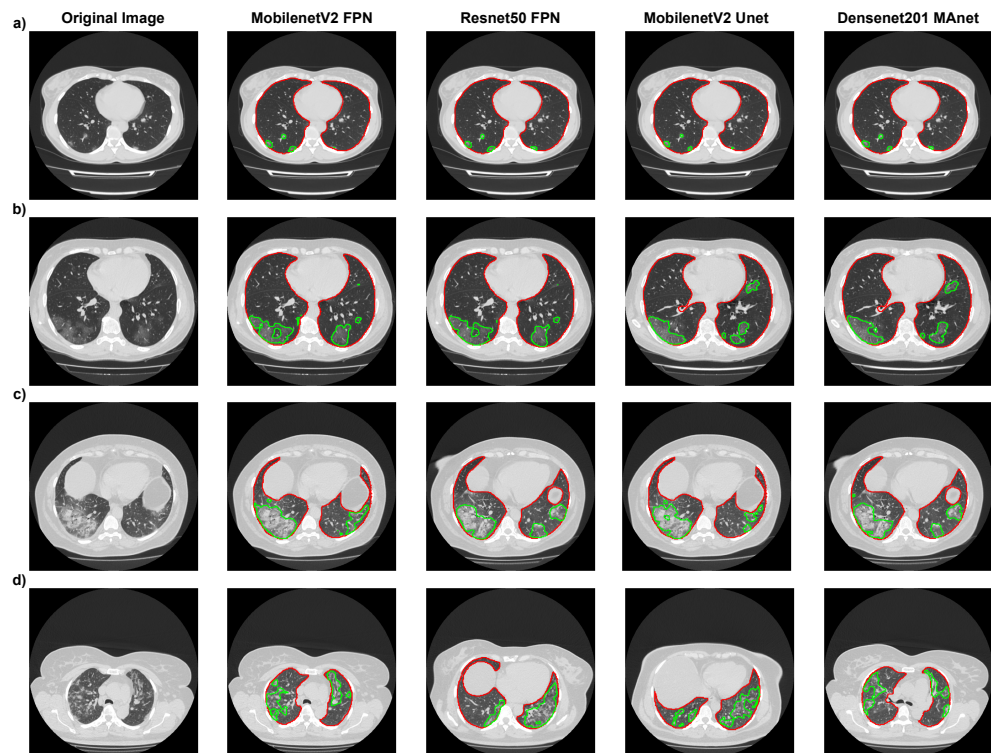 Original Image MobilenetV2 FPN Resnet50 FPN MobilenetV2 Unet Densenet201 MAnet
a)
b)
c)
d)